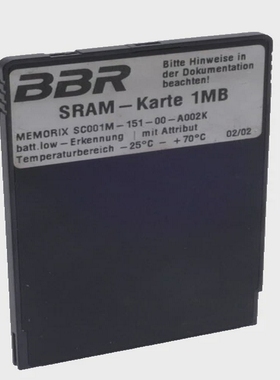 BBR
Bitte Hinweise in
der Dokumentation
beachten!
SRAM-Karte 1MB
MEMORIX SC001M-151-00-A002K
batt.low-Erkennung | mit Attribut 02/02
Temperaturbereich -25°C - +70°C